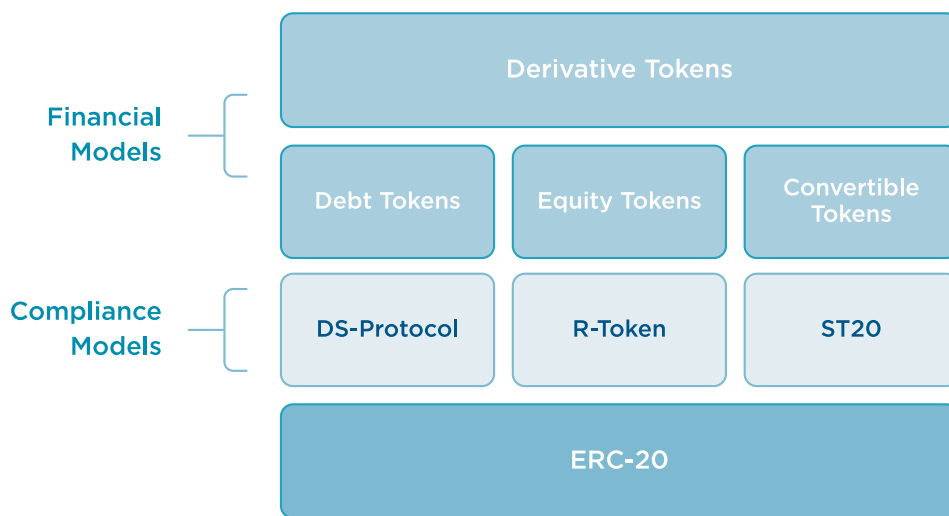 Derivative Tokens
Financial
Models
Debt Tokens
Equity Tokens
Convertible
Tokens
Compliance
Models
DS-Protocol
R-Token
ST20
ERC-20